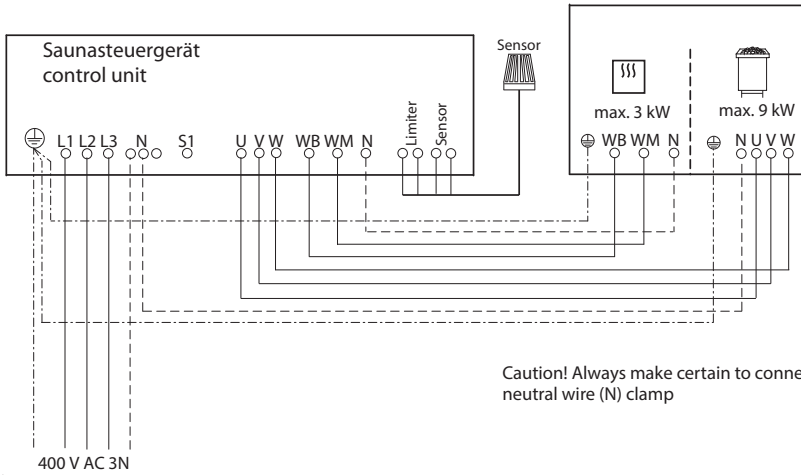 Saunasteuergerät
control unit
L1 L2 L3 N S1 U V W WB WM N Limiter Sensor
Sensor
max. 3 kW
WB WM N
max. 9 kW
N U V W
400 V AC 3N
Caution! Always make certain to conne
neutral wire (N) clamp